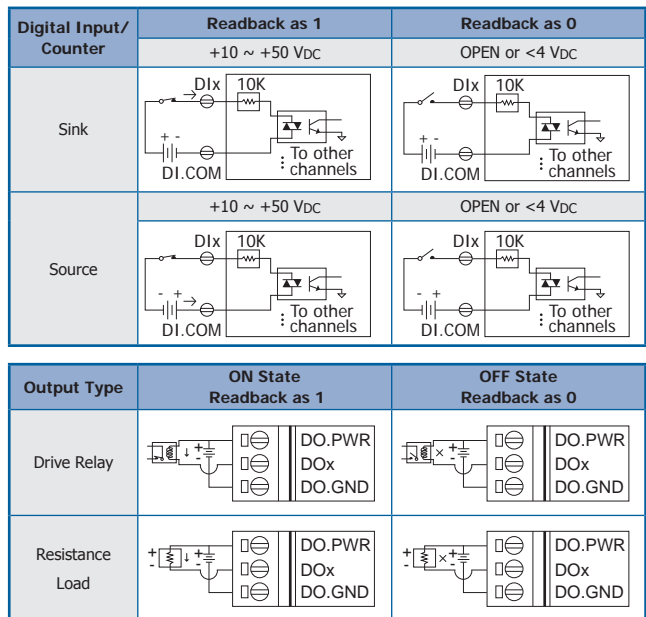 Digital Input/ Counter
Readback as 1
Readback as 0
+10 ~ +50 VDC
OPEN or <4 VDC
Sink
DIx 10K
+ -
DI.COM
To other channels
DIx 10K
+ -
DI.COM
To other channels
+10 ~ +50 VDC
OPEN or <4 VDC
Source
DIx 10K
- +
DI.COM
To other channels
DIx 10K
- +
DI.COM
To other channels
Output Type
ON State
Readback as 1
OFF State
Readback as 0
Drive Relay
+
-
DO.PWR
DOx
DO.GND
+
-
DO.PWR
DOx
DO.GND
Resistance
Load
+ +
- -
DO.PWR
DOx
DO.GND
+ +
- -
DO.PWR
DOx
DO.GND